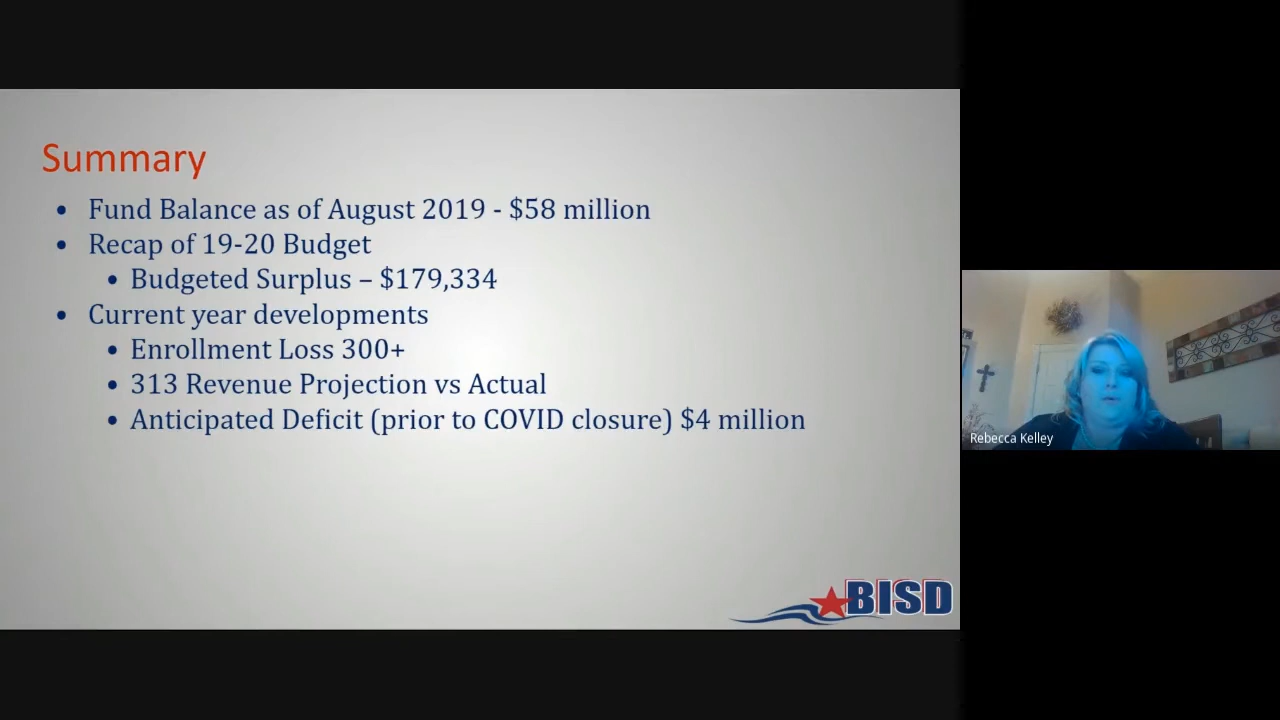 Summary
• Fund Balance as of August 2019 - $58 million
• Recap of 19-20 Budget
• Budgeted Surplus – $179,334
• Current year developments
• Enrollment Loss 300+
• 313 Revenue Projection vs Actual
• Anticipated Deficit (prior to COVID closure) $4 million
BISD
Rebecca Kelley